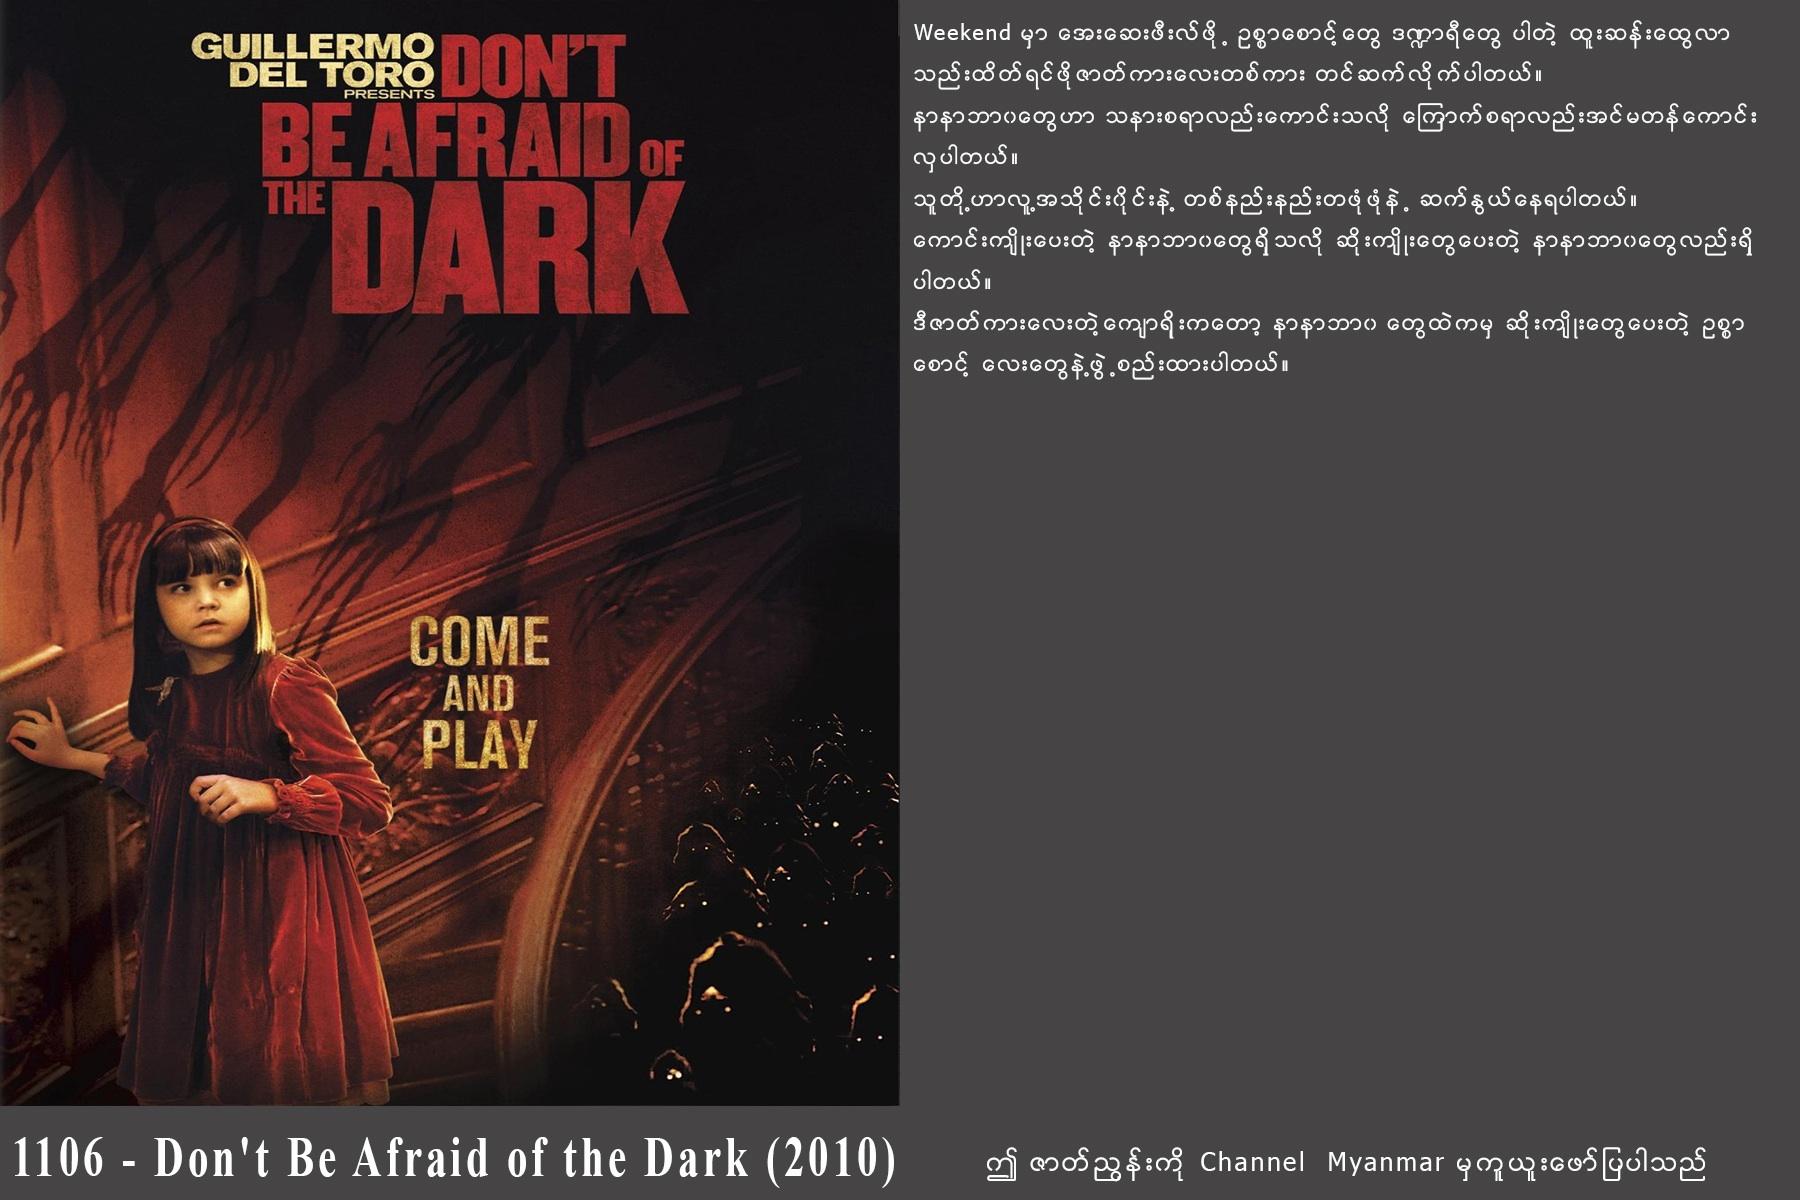 GUILLERMO
DEL TORO
PRESENTS
DON'T
BE AFRAID OF
THE DARK
COME
AND
PLAY
Weekend မှာ အေးဆေးဖီးလ်ဖို့ ဥစ္စာစောင့်တွေ ဒဏ္ဍာရီတွေ ပါတဲ့ ထူးဆန်းထွေလာ
သည်းထိတ်ရင်ဖိုဇာတ်ကားလေးတစ်ကား တင်ဆက်လိုက်ပါတယ်။
နာနာဘာဝတွေဟာ သနားစရာလည်းကောင်းသလို ကြောက်စရာလည်းအင်မတန်ကောင်း
လှပါတယ်။
သူတို့ဟာလူ့အသိုင်းဝိုင်းနဲ့ တစ်နည်းနည်းတဖုံဖုံနဲ့ ဆက်နွယ်နေရပါတယ်။
ကောင်းကျိုးပေးတဲ့ နာနာဘာဝတွေရှိသလို ဆိုးကျိုးတွေပေးတဲ့ နာနာဘာဝတွေလည်းရှိ
ပါတယ်။
ဒီဇာတ်ကားလေးတဲ့ကျောရိုးကတော့ နာနာဘာဝ တွေထဲကမှ ဆိုးကျိုးတွေပေးတဲ့ ဥစ္စာ
စောင့် လေးတွေနဲ့ဖွဲ့စည်းထားပါတယ်။
1106 - Don't Be Afraid of the Dark (2010)
ဤ ဇာတ်ညွန်းကို Channel Myanmar မှကူယူးဖော်ပြပါသည်